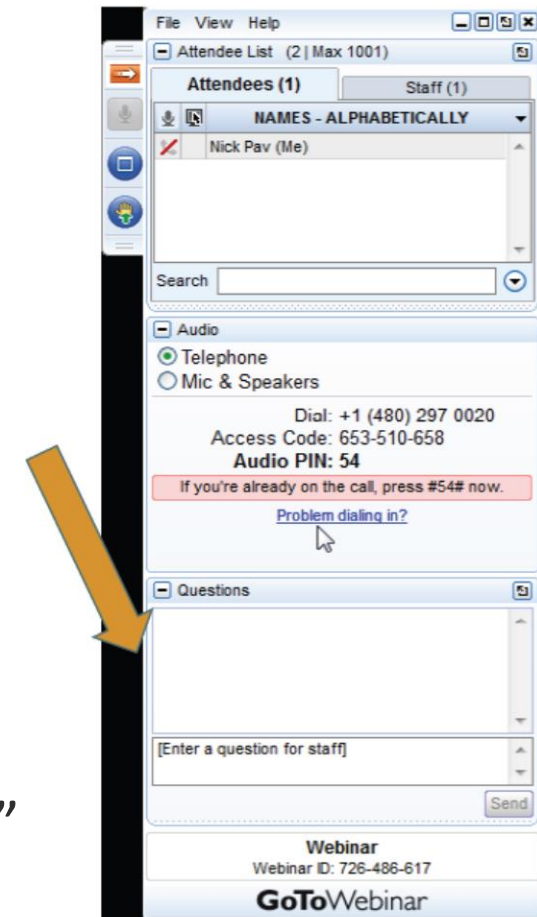 File View Help
Attendee List (2 | Max 1001)
Attendees (1) Staff (1)
NAMES - ALPHABETICALLY
Nick Pav (Me)
Search
Audio
Telephone
Mic & Speakers
Dial: +1 (480) 297 0020
Access Code: 653-510-658
Audio PIN: 54
If you're already on the call, press #54# now.
Problem dialing in?
Questions
[Enter a question for staff]
”
Send
Webinar
Webinar ID: 726-486-617
GoToWebinar